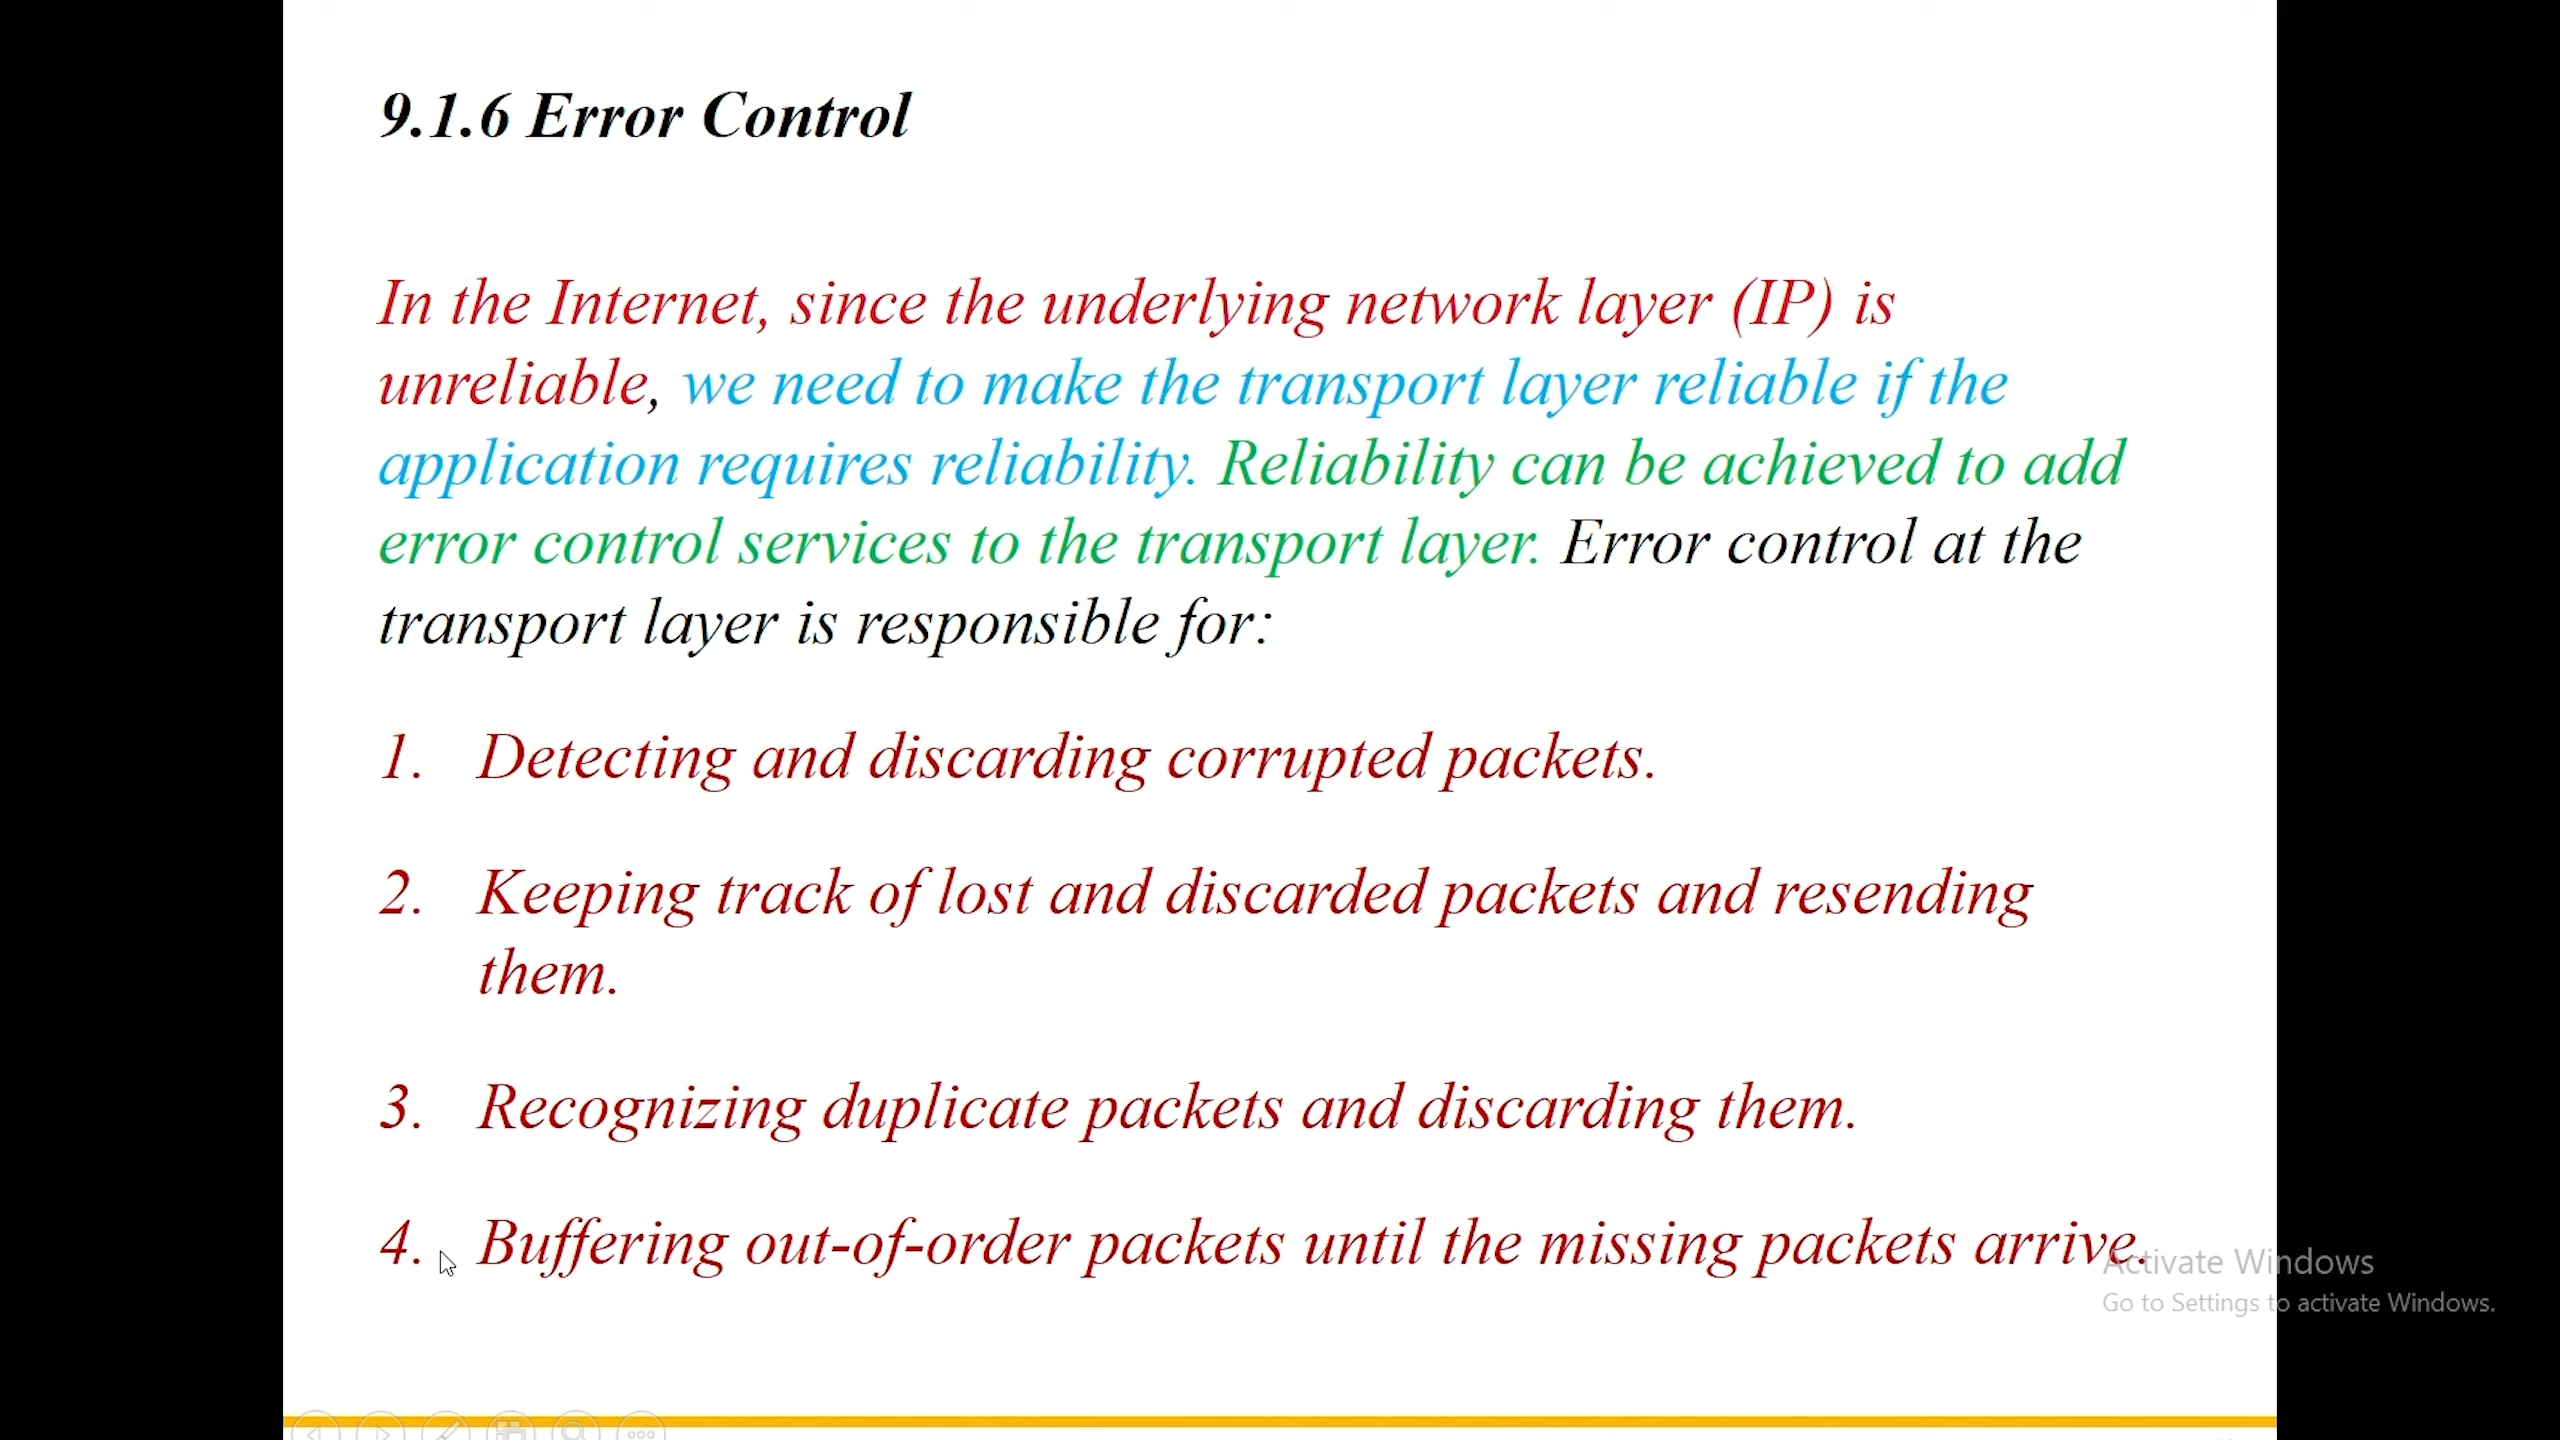 9.1.6 Error Control
In the Internet, since the underlying network layer (IP) is
unreliable, we need to make the transport layer reliable if the
application requires reliability. Reliability can be achieved to add
error control services to the transport layer. Error control at the
transport layer is responsible for:
1. Detecting and discarding corrupted packets.
2. Keeping track of lost and discarded packets and resending
them.
3. Recognizing duplicate packets and discarding them.
4. Buffering out-of-order packets until the missing packets arrive.
Activate Windows
Go to Settings to activate Windows.